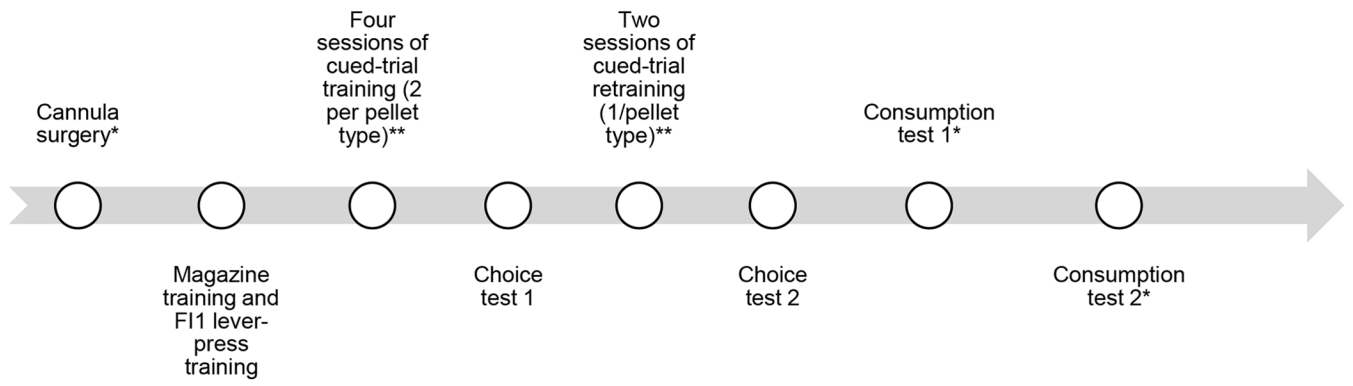 Cannula
surgery*
Magazine
training and
FI1 lever-
press
training
Four
sessions of
cued-trial
training (2
per pellet
type)**
Choice
test 1
Two
sessions of
cued-trial
retraining
(1/pellet
type)**
Choice
test 2
Consumption
test 1*
Consumption
test 2*